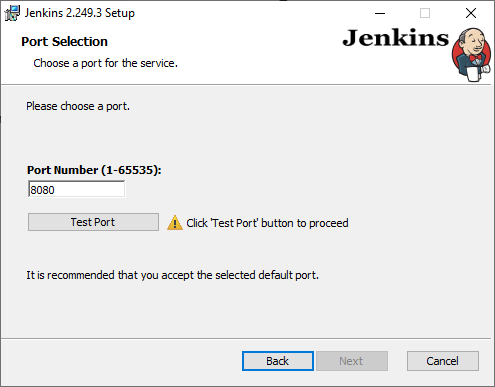 Jenkins 2.249.3 Setup
Port Selection
Choose a port for the service.
Jenkins
Please choose a port.
Port Number (1-65535):
8080
Test Port
Click 'Test Port' button to proceed
It is recommended that you accept the selected default port.
Back
Next
Cancel